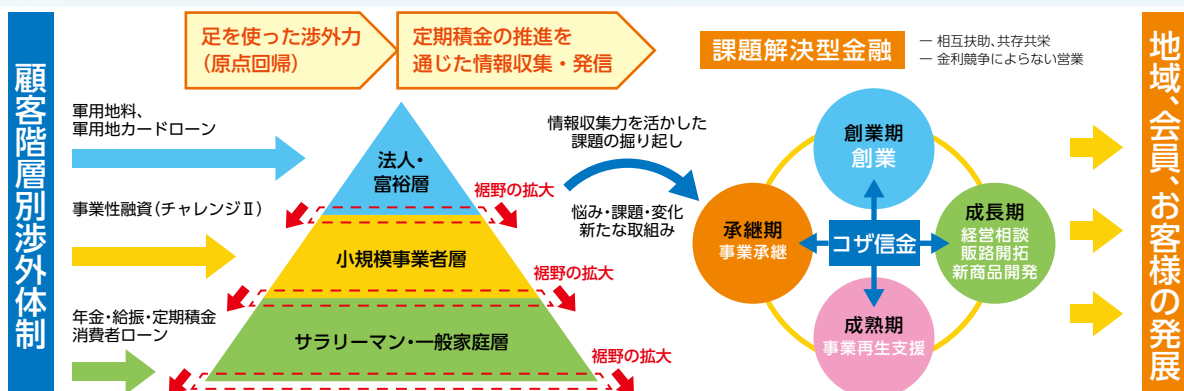 顧客階層別渉外体制
足を使った渉外力
(原点回帰)
定期積金の推進を
通じた情報収集・発信
軍用地料、
軍用地カードローン
事業性融資(チャレンジⅡ)
年金・給振・定期積金
消費者ローン
法人・
富裕層
裾野の拡大
小規模事業者層
裾野の拡大
サラリーマン・一般家庭層
裾野の拡大
情報収集力を活かした
課題の掘り起し
悩み・課題・変化
新たな取組み
課題解決型金融
― 相互扶助、共存共栄
― 金利競争によらない営業
創業期
創業
承継期
事業承継
コザ信金
成長期
経営相談
販路開拓
新商品開発
成熟期
事業再生支援
地域、会員、お客様の発展